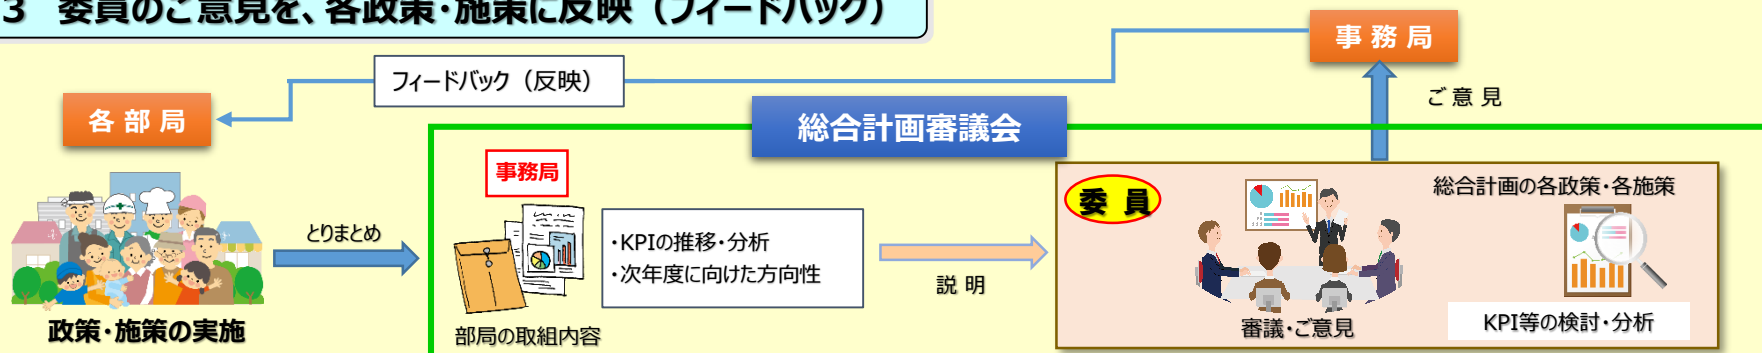 3 委員のご意見を、各政策・施策に反映（フィードバック）
事務局
フィードバック（反映）
ご意見
各部局
総合計画審議会
事務局
委員
総合計画の各政策・各施策
とりまとめ
・KPIの推移・分析
・次年度に向けた方向性
説明
政策・施策の実施
部局の取組内容
審議・ご意見
KPI等の検討・分析